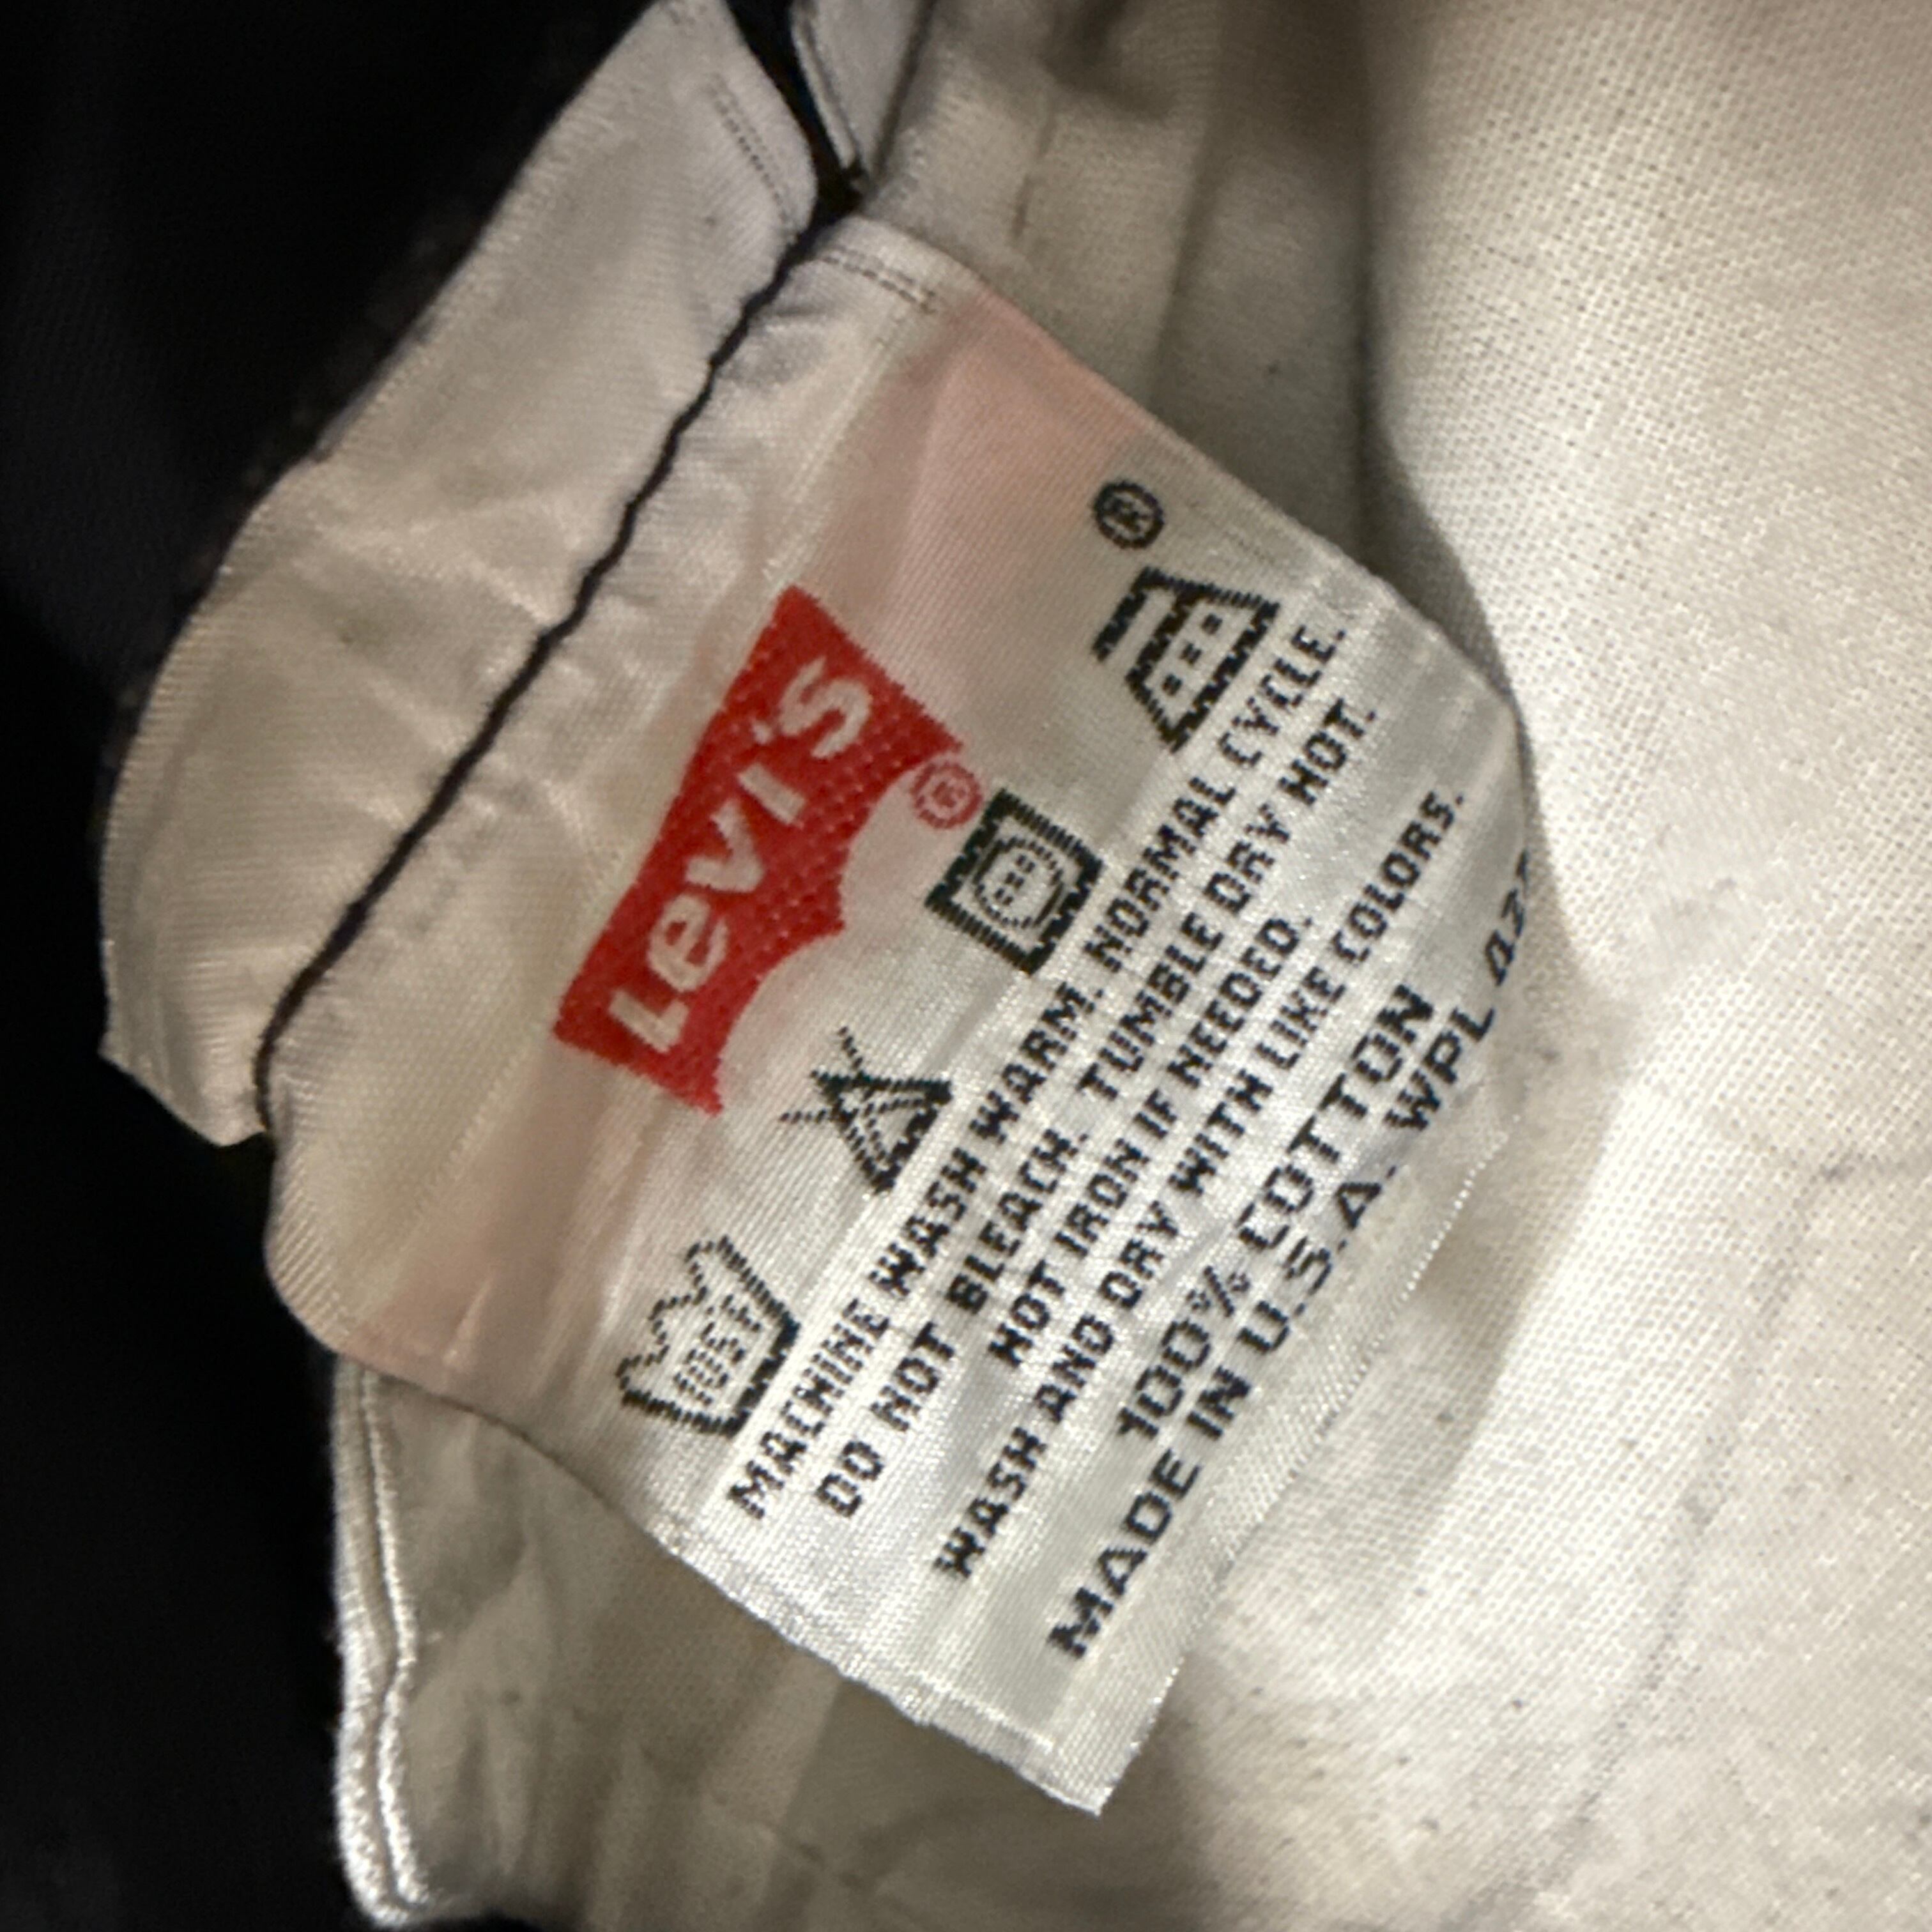 Levi's®
®
105F
MACHINE WASH WARM. NORMAL CYCLE.
DO NOT BLEACH. TUMBLE DRY HOT.
HOT IRON IF NEEDED.
WASH AND DRY WITH LIKE COLORS.
100% COTTON
MADE IN U.S.A. WPL